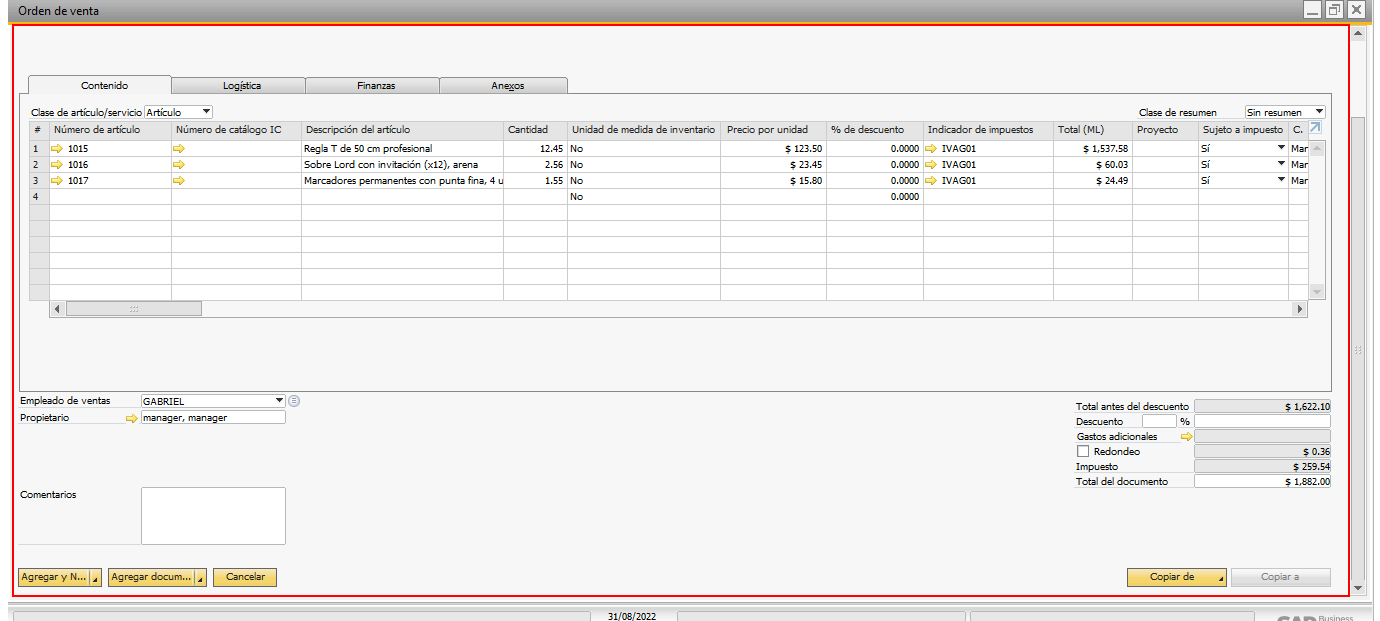 Orden de venta
Contenido Logística Finanzas Anexos
Clase de artículo/servicio Artículo Clase de resumen Sin resumen
# Número de artículo Número de catálogo IC Descripción del artículo Cantidad Unidad de medida de inventario Precio por unidad % de descuento Indicador de impuestos Total (ML) Proyecto Sujeto a impuesto C.
1 1015 Regla T de 50 cm profesional 12.45 No $ 123.50 0.0000 IVAG01 $ 1,537.58 Sí Mar
2 1016 Sobre Lord con invitación (x12), arena 2.56 No $ 23.45 0.0000 IVAG01 $ 60.03 Sí Mar
3 1017 Marcadores permanentes con punta fina, 4 u 1.55 No $ 15.80 0.0000 IVAG01 $ 24.49 Sí Mar
4 No 0.0000
Empleado de ventas GABRIEL
Propietario manager, manager
Total antes del descuento $ 1,622.10
Descuento %
Gastos adicionales
Redondeo $ 0.36
Impuesto $ 259.54
Total del documento $ 1,882.00
Comentarios
Agregar y N... Agregar docum... Cancelar Copiar de Copiar a
31/08/2022
SAP Business